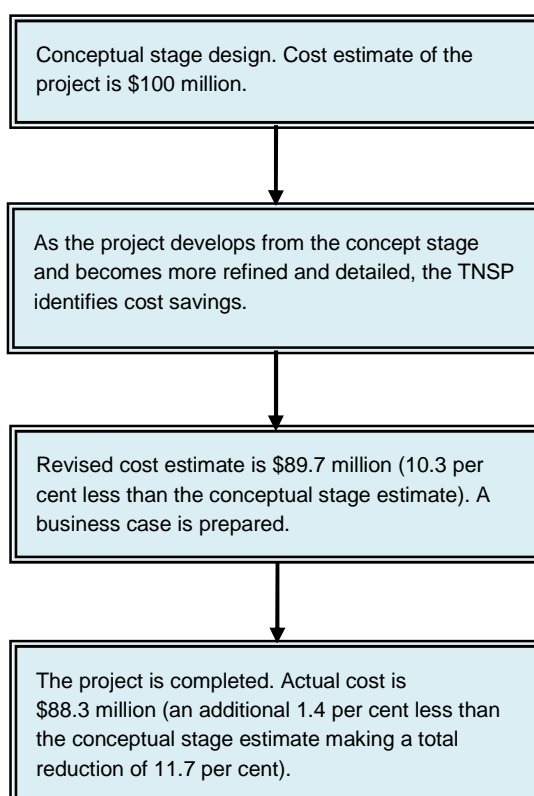 Conceptual stage design. Cost estimate of the
project is $100 million.
As the project develops from the concept stage
and becomes more refined and detailed, the TNSP
identifies cost savings.
Revised cost estimate is $89.7 million (10.3 per
cent less than the conceptual stage estimate). A
business case is prepared.
The project is completed. Actual cost is
$88.3 million (an additional 1.4 per cent less than
the conceptual stage estimate making a total
reduction of 11.7 per cent).